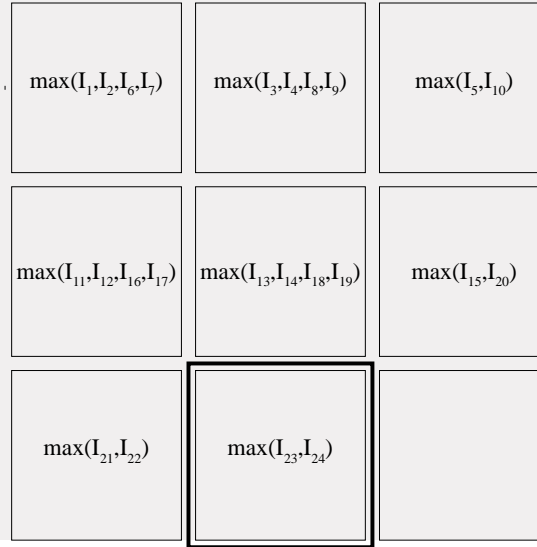 max(I₁,I₂,I₆,I₇) max(I₃,I₄,I₈,I₉) max(I₅,I₁₀)
max(I₁₁,I₁₂,I₁₆,I₁₇) max(I₁₃,I₁₄,I₁₈,I₁₉) max(I₁₅,I₂₀)
max(I₂₁,I₂₂) max(I₂₃,I₂₄)